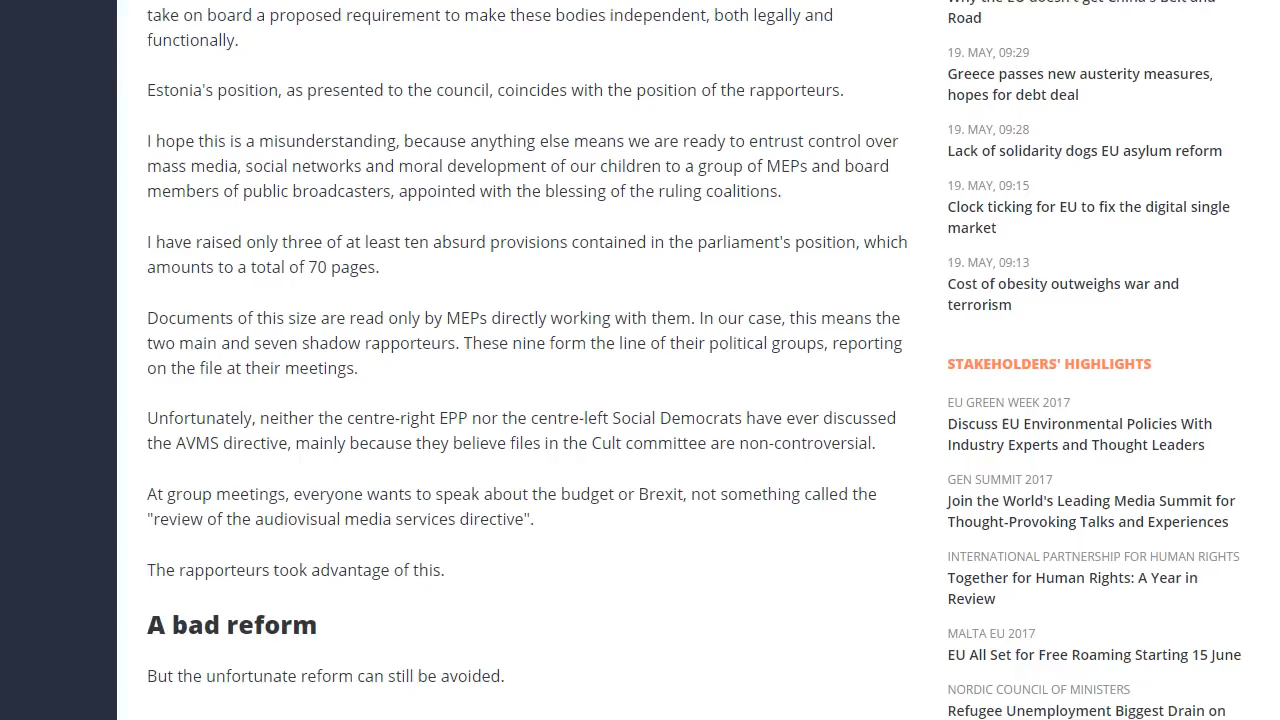 take on board a proposed requirement to make these bodies independent, both legally and
functionally.
Estonia's position, as presented to the council, coincides with the position of the rapporteurs.
I hope this is a misunderstanding, because anything else means we are ready to entrust control over
mass media, social networks and moral development of our children to a group of MEPs and board
members of public broadcasters, appointed with the blessing of the ruling coalitions.
I have raised only three of at least ten absurd provisions contained in the parliament's position, which
amounts to a total of 70 pages.
Documents of this size are read only by MEPs directly working with them. In our case, this means the
two main and seven shadow rapporteurs. These nine form the line of their political groups, reporting
on the file at their meetings.
Unfortunately, neither the centre-right EPP nor the centre-left Social Democrats have ever discussed
the AVMS directive, mainly because they believe files in the Cult committee are non-controversial.
At group meetings, everyone wants to speak about the budget or Brexit, not something called the
"review of the audiovisual media services directive".
The rapporteurs took advantage of this.
A bad reform
But the unfortunate reform can still be avoided.
Why the EU doesn't get China's Belt and
Road
19. MAY, 09:29
Greece passes new austerity measures,
hopes for debt deal
19. MAY, 09:28
Lack of solidarity dogs EU asylum reform
19. MAY, 09:15
Clock ticking for EU to fix the digital single
market
19. MAY, 09:13
Cost of obesity outweighs war and
terrorism
STAKEHOLDERS' HIGHLIGHTS
EU GREEN WEEK 2017
Discuss EU Environmental Policies With
Industry Experts and Thought Leaders
GEN SUMMIT 2017
Join the World's Leading Media Summit for
Thought-Provoking Talks and Experiences
INTERNATIONAL PARTNERSHIP FOR HUMAN RIGHTS
Together for Human Rights: A Year in
Review
MALTA EU 2017
EU All Set for Free Roaming Starting 15 June
NORDIC COUNCIL OF MINISTERS
Refugee Unemployment Biggest Drain on